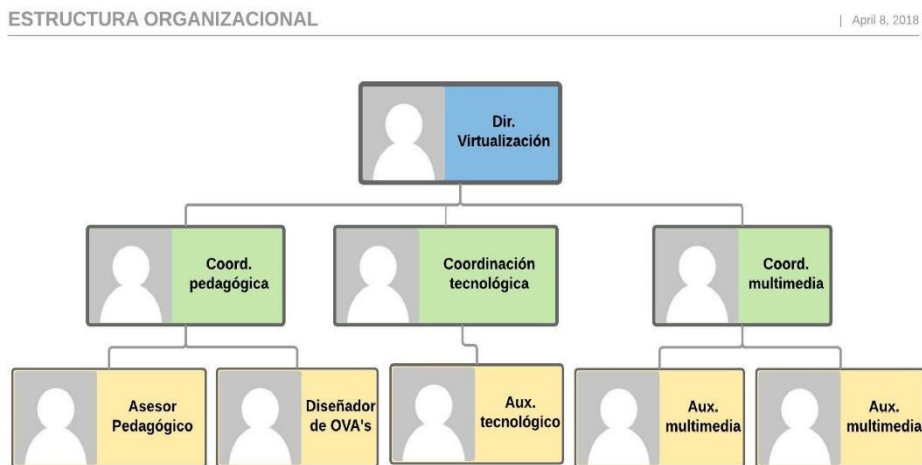 ESTRUCTURA ORGANIZACIONAL
| April 8, 2018
Dir.
Virtualización
Coord.
pedagógica
Coordinación
tecnológica
Coord.
multimedia
Asesor
Pedagógico
Diseñador
de OVA's
Aux.
tecnológico
Aux.
multimedia
Aux.
multimedia